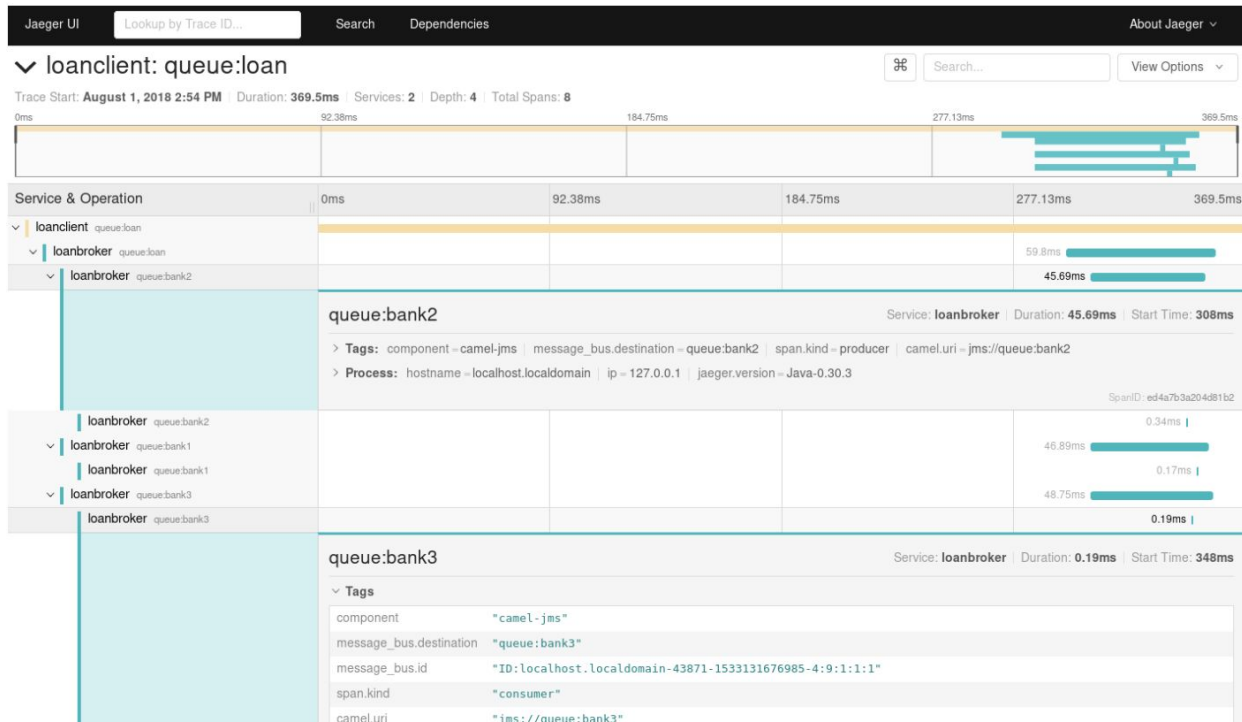 Jaeger UI Lookup by Trace ID... Search Dependencies About Jaeger
loanclient: queue:loan ⌘ Search... View Options
Trace Start: August 1, 2018 2:54 PM Duration: 369.5ms Services: 2 Depth: 4 Total Spans: 8
0ms 92.38ms 184.75ms 277.13ms 369.5ms
Service & Operation 0ms 92.38ms 184.75ms 277.13ms 369.5ms
loanclient queue:loan
loanbroker queue:loan 59.8ms
loanbroker queue:bank2 45.69ms
queue:bank2 Service: loanbroker Duration: 45.69ms Start Time: 308ms
Tags: component = camel-jms message_bus.destination = queue:bank2 span.kind = producer camel.uri = jms://queue:bank2
Process: hostname = localhost.localdomain ip = 127.0.0.1 jaeger.version = Java-0.30.3
SpanID: ed4a7b3a204d81b2
loanbroker queue:bank2 0.34ms
loanbroker queue:bank1 46.89ms
loanbroker queue:bank1 0.17ms
loanbroker queue:bank3 48.75ms
loanbroker queue:bank3 0.19ms
queue:bank3 Service: loanbroker Duration: 0.19ms Start Time: 348ms
Tags
component "camel-jms"
message_bus.destination "queue:bank3"
message_bus.id "ID:localhost.localdomain-43871-1533131676985-4:9:1:1:1"
span.kind "consumer"
camel.uri "jms://queue:bank3"